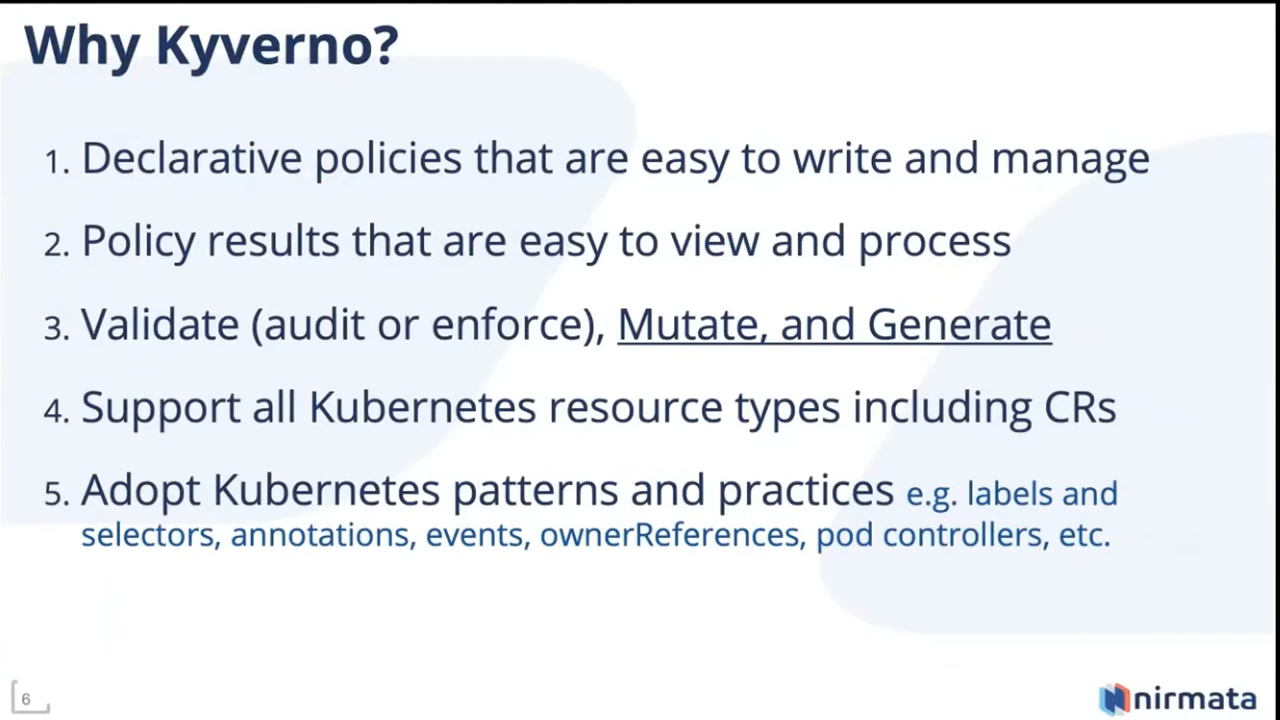 Why Kyverno?
1. Declarative policies that are easy to write and manage
2. Policy results that are easy to view and process
3. Validate (audit or enforce), Mutate, and Generate
4. Support all Kubernetes resource types including CRs
5. Adopt Kubernetes patterns and practices e.g. labels and
selectors, annotations, events, ownerReferences, pod controllers, etc.
6
nirmata